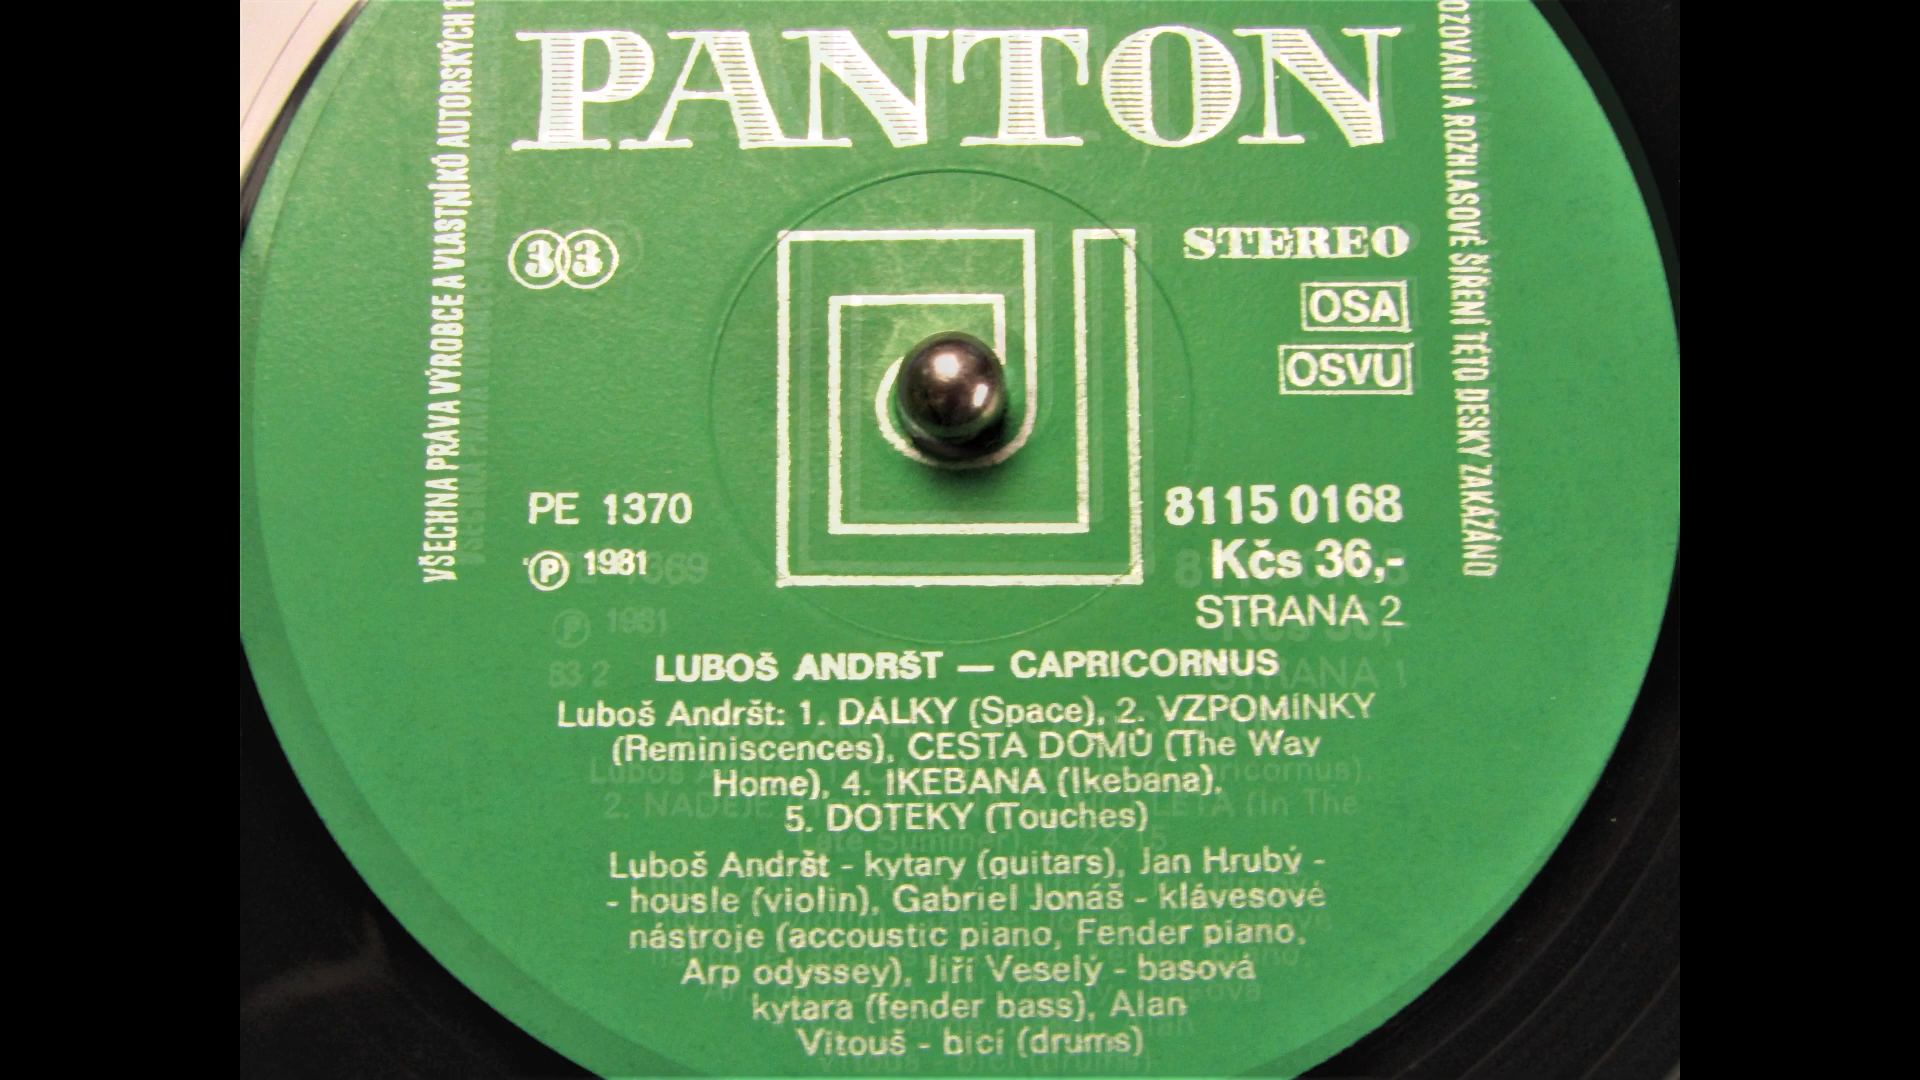 PANTON
VŠECHNA PRÁVA VÝROBCE A VLASTNÍKŮ AUTORSKÝCH
A ROZHLASOVÉ ŠÍŘENÍ TÉTO DESKY ZAKÁZÁNO
33
STEREO
OSA
OSVU
PE 1370
℗ 1981
8115 0168
Kčs 36,-
STRANA 2
LUBOŠ ANDRŠT — CAPRICORNUS
Luboš Andršt: 1. DÁLKY (Space), 2. VZPOMÍNKY
(Reminiscences), CESTA DOMŮ (The Way
Home), 4. IKEBANA (Ikebana),
5. DOTEKY (Touches)
Luboš Andršt - kytary (guitars), Jan Hrubý -
- housle (violin), Gabriel Jonáš - klávesové
nástroje (accoustic piano, Fender piano,
Arp odyssey), Jiří Veselý - basová
kytara (fender bass), Alan
Vitouš - bicí (drums)